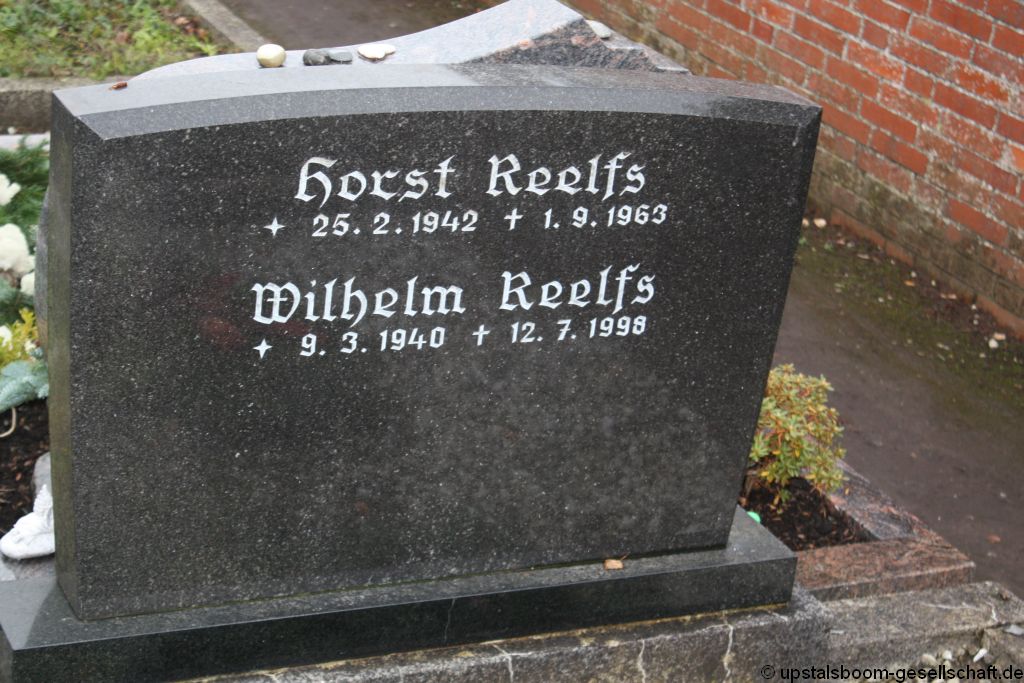 Horst Reelfs
✦ 25. 2. 1942 ✝ 1. 9. 1963
Wilhelm Reelfs
✦ 9. 3. 1940 ✝ 12. 7. 1998
© upstalsboom-gesellschaft.de